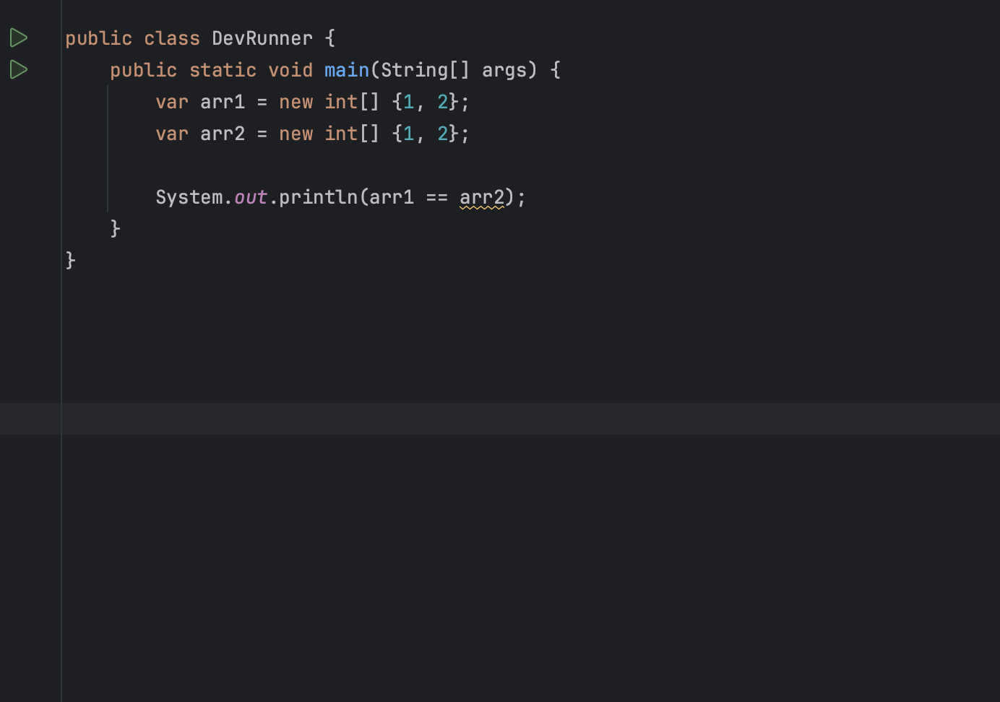 public class DevRunner {
    public static void main(String[] args) {
        var arr1 = new int[] {1, 2};
        var arr2 = new int[] {1, 2};

        System.out.println(arr1 == arr2);
    }
}